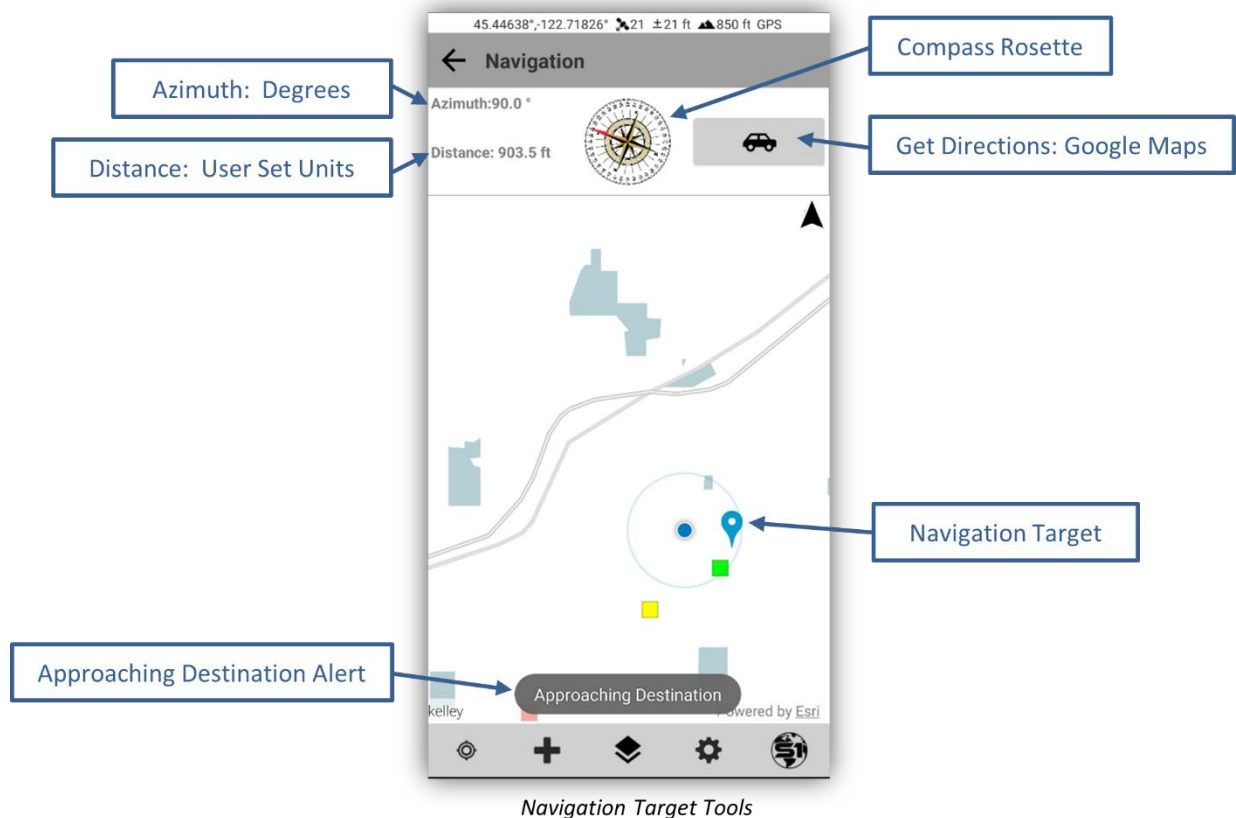 45.44638°,-122.71826° 21 ±21 ft 850 ft GPS
Navigation
Compass Rosette
Azimuth: Degrees
Azimuth:90.0 °
Distance: User Set Units
Distance: 903.5 ft
Get Directions: Google Maps
Navigation Target
Approaching Destination Alert
Approaching Destination
kelley
Powered by Esri
S1
Navigation Target Tools